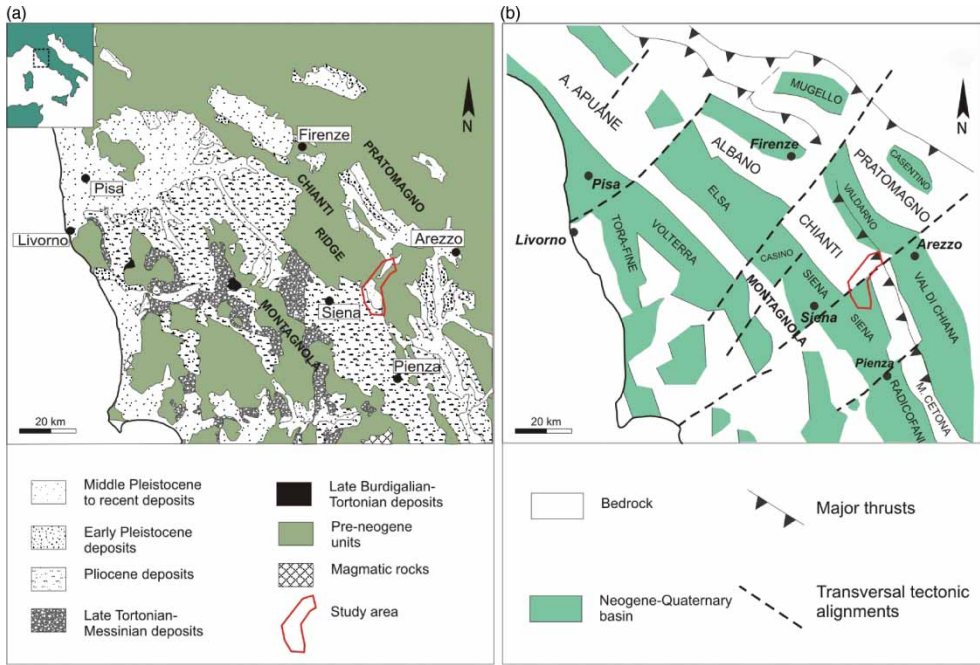 (a)
Firenze
PRATOMAGNO
CHIANTI
RIDGE
Pisa
Livorno
Arezzo
Siena
MONTAGNOLA
Pienza
20 km
N
Middle Pleistocene
to recent deposits
Early Pleistocene
deposits
Pliocene deposits
Late Tortonian-
Messinian deposits
Late Burdigalian-
Tortonian deposits
Pre-neogene
units
Magmatic rocks
Study area
(b)
A. APUANE
MUGELLO
N
ALBANO
Firenze
PRATOMAGNO
CASENTINO
Pisa
ELSA
VALDARNO
Livorno
TORA-FINE
VOLTERRA
CHIANTI
Arezzo
CASINO
MONTAGNOLA
SIENA
Siena
SIENA
VAL DI CHIANA
Pienza
RADICOFANI
M. CETONA
20 km
Bedrock
Major thrusts
Neogene-Quaternary
basin
Transversal tectonic
alignments